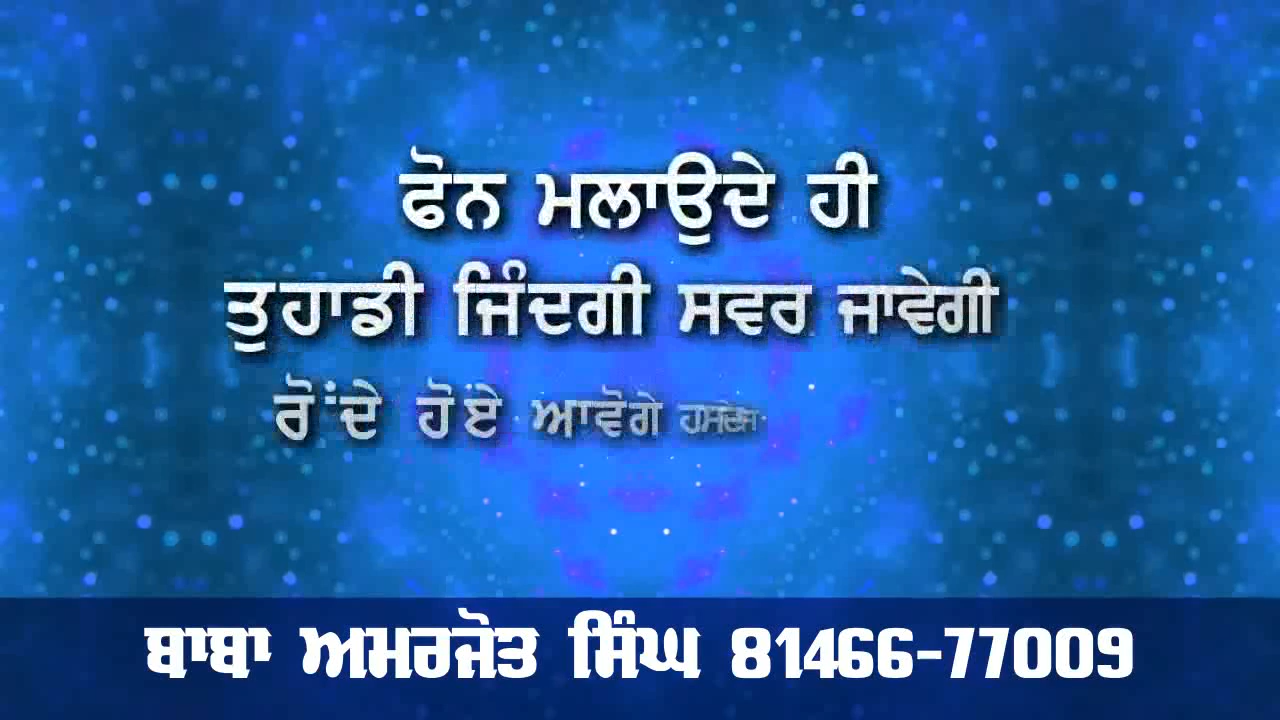 ਫੋਨ ਮਲਾਉਦੇ ਹੀ
ਤੁਹਾਡੀ ਜਿੰਦਗੀ ਸਵਰ ਜਾਵੇਗੀ
ਰੋਂਦੇ ਹੋਂਏ ਆਵੋਗੇ
ਬਾਬਾ ਅਮਰਜੋਤ ਸਿੰਘ 81466-77009